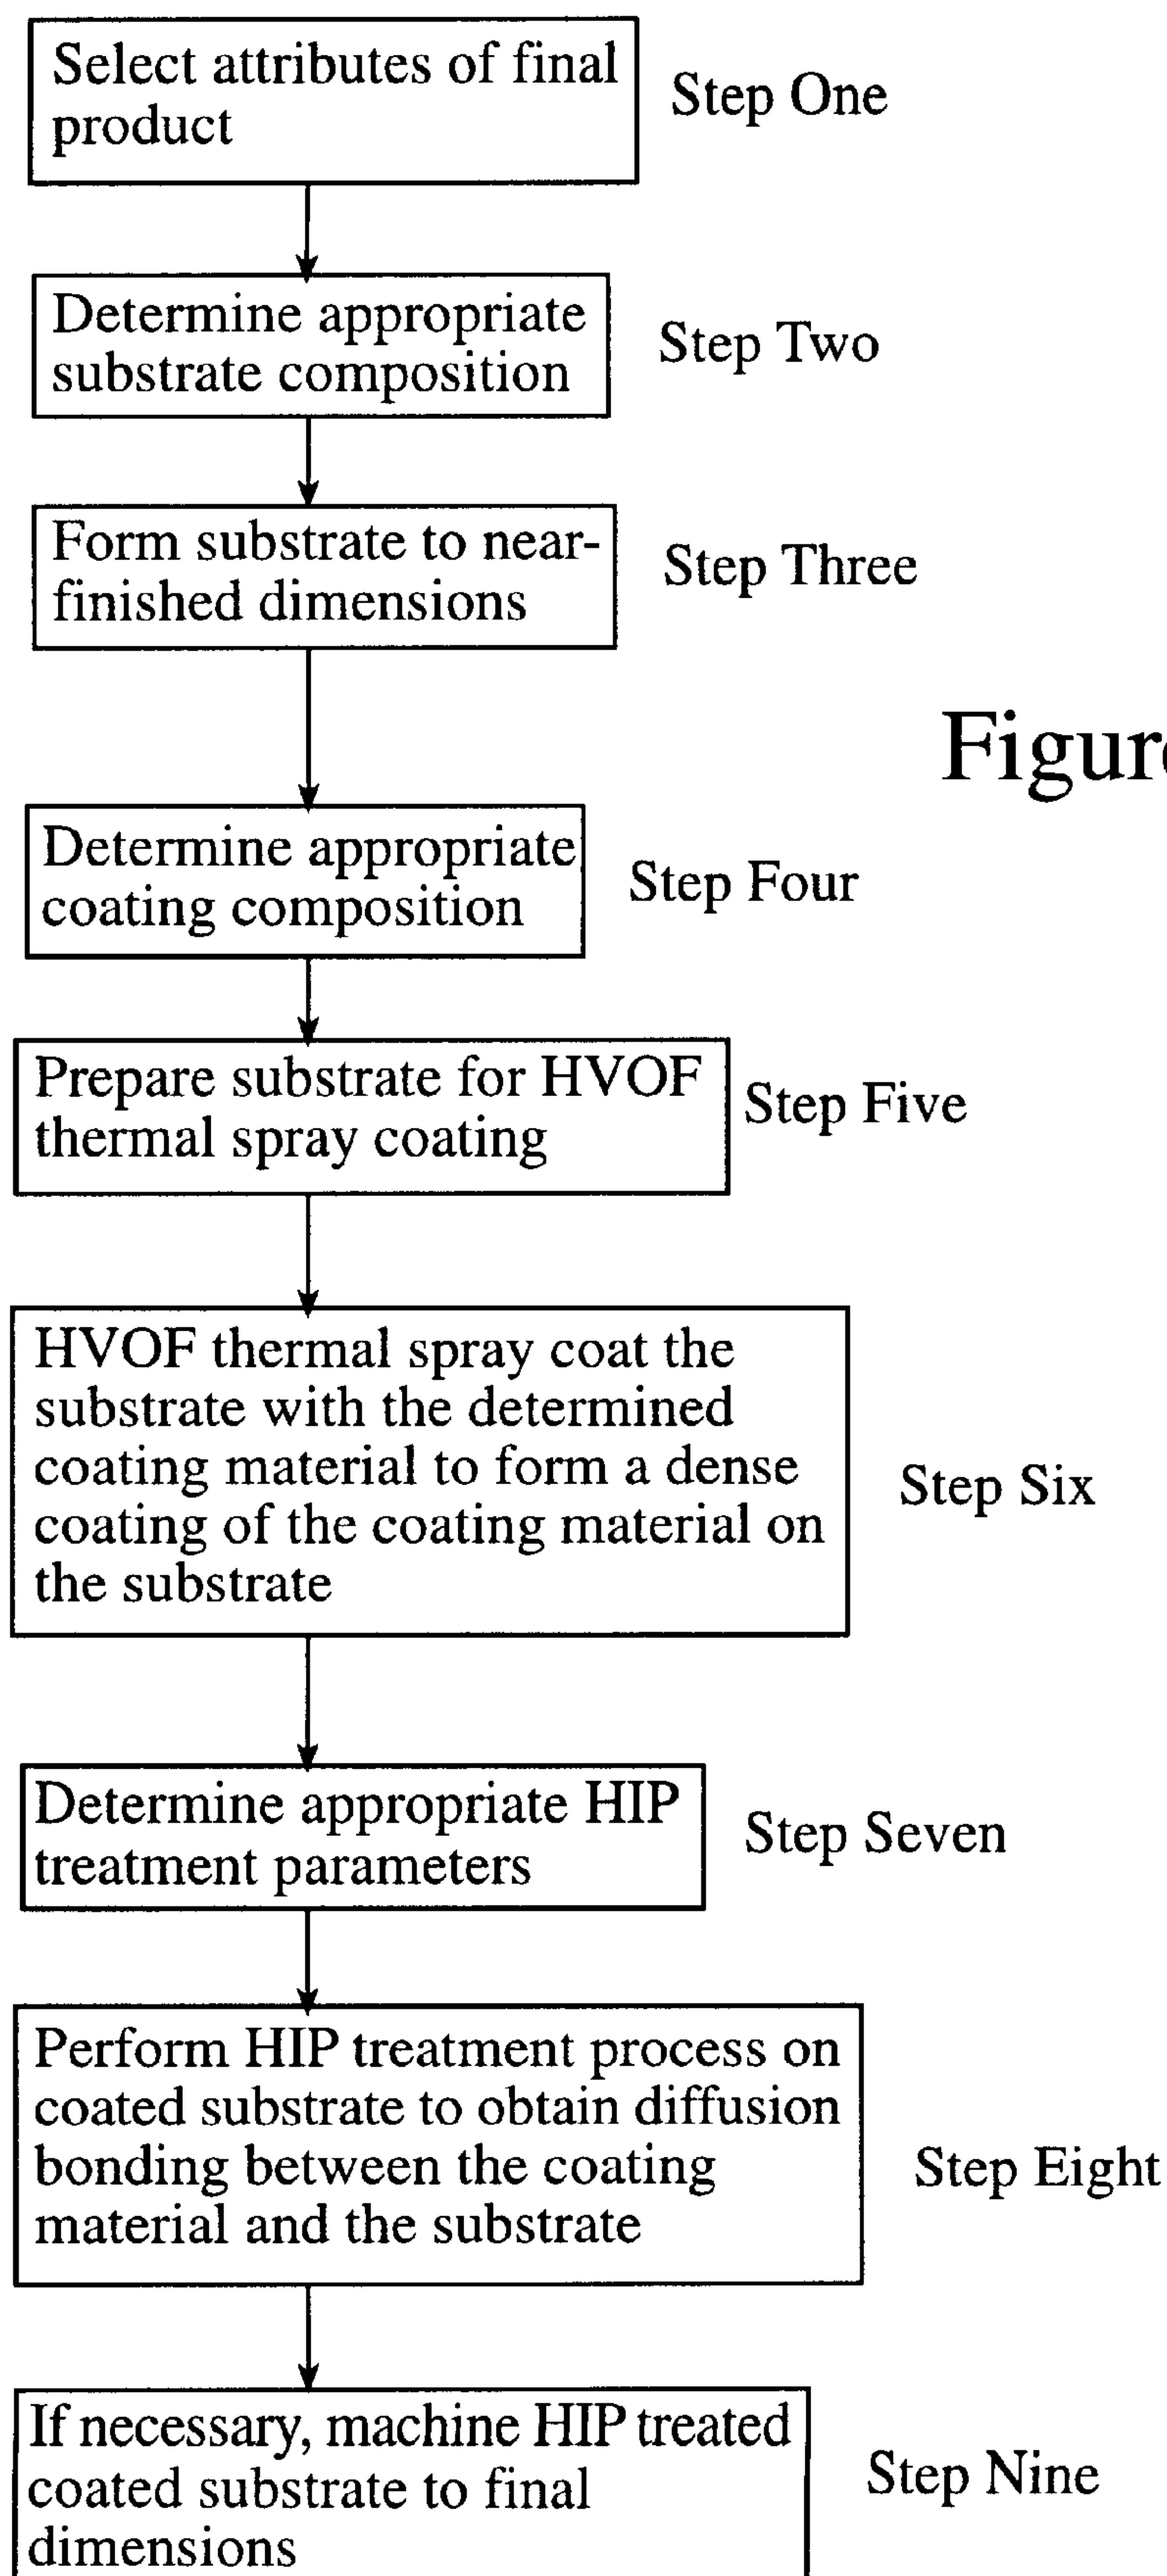 Select attributes of final
product
Step One
Determine appropriate
substrate composition
Step Two
Form substrate to near-
finished dimensions
Step Three
Determine appropriate
coating composition
Step Four
Prepare substrate for HVOF
thermal spray coating
Step Five
HVOF thermal spray coat the
substrate with the determined
coating material to form a dense
coating of the coating material on
the substrate
Step Six
Determine appropriate HIP
treatment parameters
Step Seven
Perform HIP treatment process on
coated substrate to obtain diffusion
bonding between the coating
material and the substrate
Step Eight
If necessary, machine HIP treated
coated substrate to final
dimensions
Step Nine